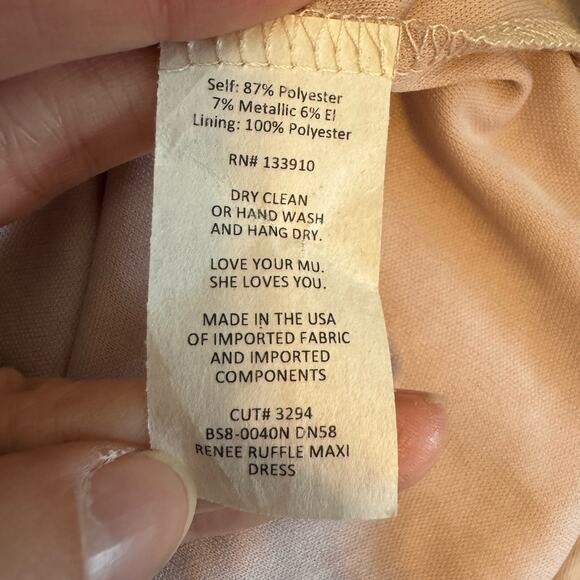 Self: 87% Polyester
7% Metallic 6% El
Lining: 100% Polyester
RN# 133910
DRY CLEAN
OR HAND WASH
AND HANG DRY.
LOVE YOUR MU.
SHE LOVES YOU.
MADE IN THE USA
OF IMPORTED FABRIC
AND IMPORTED
COMPONENTS
CUT# 3294
BS8-0040N DN58
RENEE RUFFLE MAXI
DRESS